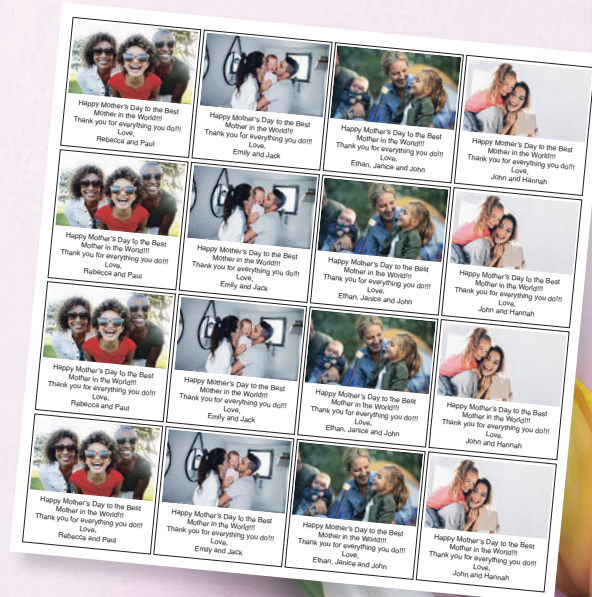 Happy Mother's Day to the Best
Mother in the World!!!
Thank you for everything you do!!!
Love,
Rebecca and Paul
Happy Mother's Day to the Best
Mother in the World!!!
Thank you for everything you do!!!
Love,
Emily and Jack
Happy Mother's Day to the Best
Mother in the World!!!
Thank you for everything you do!!!
Love,
Ethan, Janice and John
Happy Mother's Day to the Best
Mother in the World!!!
Thank you for everything you do!!!
Love,
John and Hannah
Happy Mother's Day to the Best
Mother in the World!!!
Thank you for everything you do!!!
Love,
Rebecca and Paul
Happy Mother's Day to the Best
Mother in the World!!!
Thank you for everything you do!!!
Love,
Emily and Jack
Happy Mother's Day to the Best
Mother in the World!!!
Thank you for everything you do!!!
Love,
Ethan, Janice and John
Happy Mother's Day to the Best
Mother in the World!!!
Thank you for everything you do!!!
Love,
John and Hannah
Happy Mother's Day to the Best
Mother in the World!!!
Thank you for everything you do!!!
Love,
Rebecca and Paul
Happy Mother's Day to the Best
Mother in the World!!!
Thank you for everything you do!!!
Love,
Emily and Jack
Happy Mother's Day to the Best
Mother in the World!!!
Thank you for everything you do!!!
Love,
Ethan, Janice and John
Happy Mother's Day to the Best
Mother in the World!!!
Thank you for everything you do!!!
Love,
John and Hannah
Happy Mother's Day to the Best
Mother in the World!!!
Thank you for everything you do!!!
Love,
Rebecca and Paul
Happy Mother's Day to the Best
Mother in the World!!!
Thank you for everything you do!!!
Love,
Emily and Jack
Happy Mother's Day to the Best
Mother in the World!!!
Thank you for everything you do!!!
Love,
Ethan, Janice and John
Happy Mother's Day to the Best
Mother in the World!!!
Thank you for everything you do!!!
Love,
John and Hannah